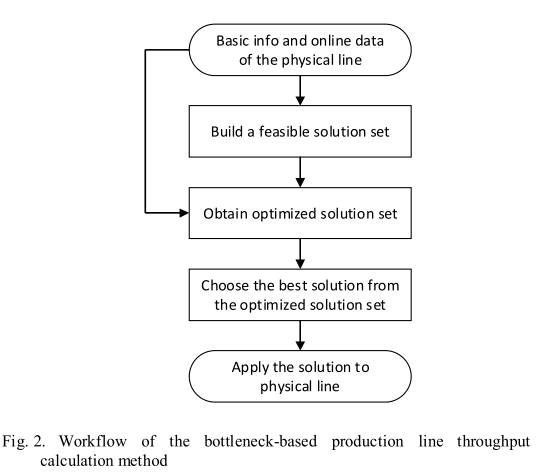 Basic info and online data
of the physical line
Build a feasible solution set
Obtain optimized solution set
Choose the best solution from
the optimized solution set
Apply the solution to
physical line
Fig. 2. Workflow of the bottleneck-based production line throughput
calculation method